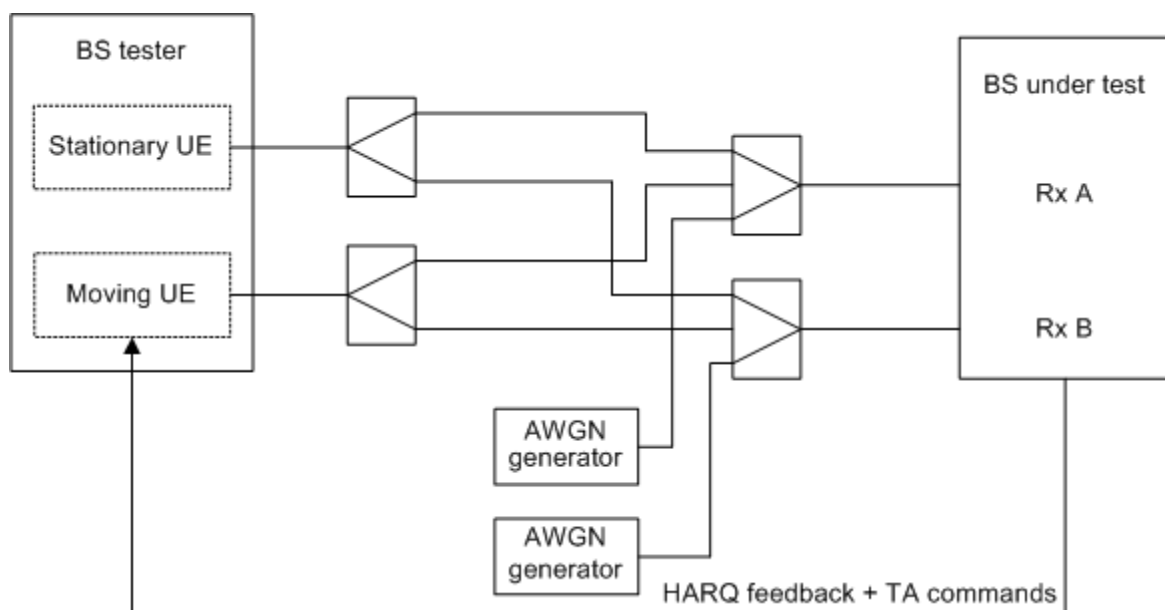 BS tester
Stationary UE
Moving UE
BS under test
Rx A
Rx B
AWGN
generator
AWGN
generator
HARQ feedback + TA commands